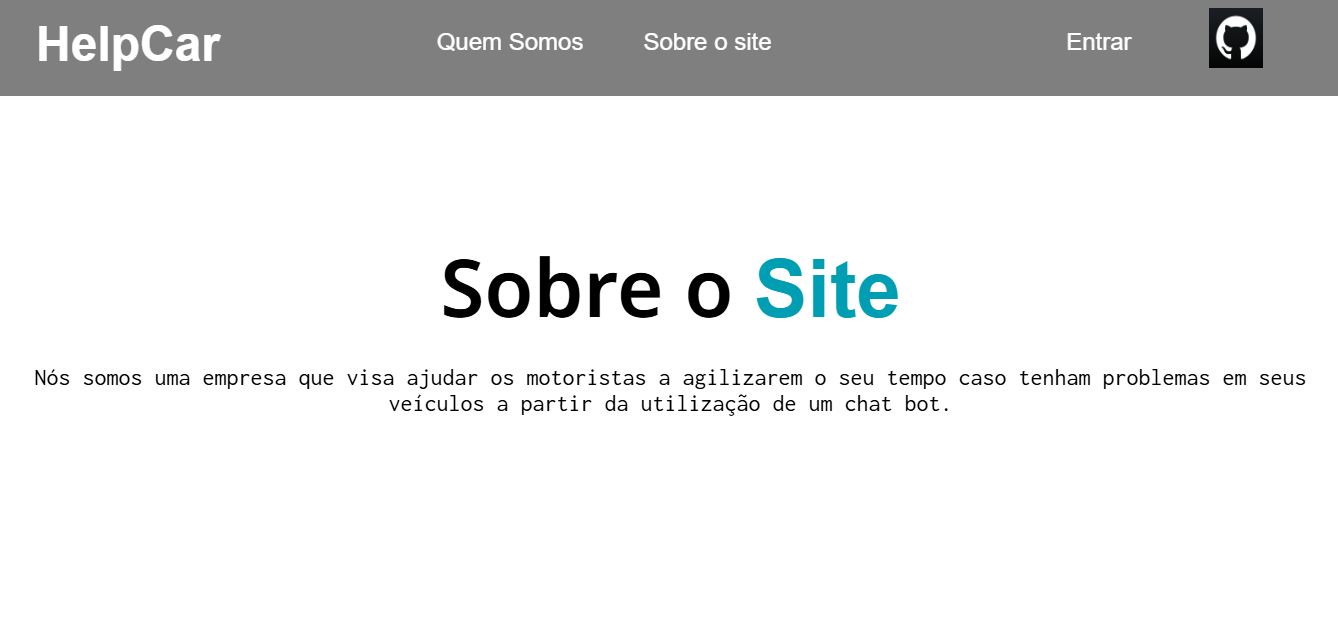 HelpCar
Quem Somos
Sobre o site
Entrar
Sobre o Site
Nós somos uma empresa que visa ajudar os motoristas a agilizarem o seu tempo caso tenham problemas em seus
veículos a partir da utilização de um chat bot.